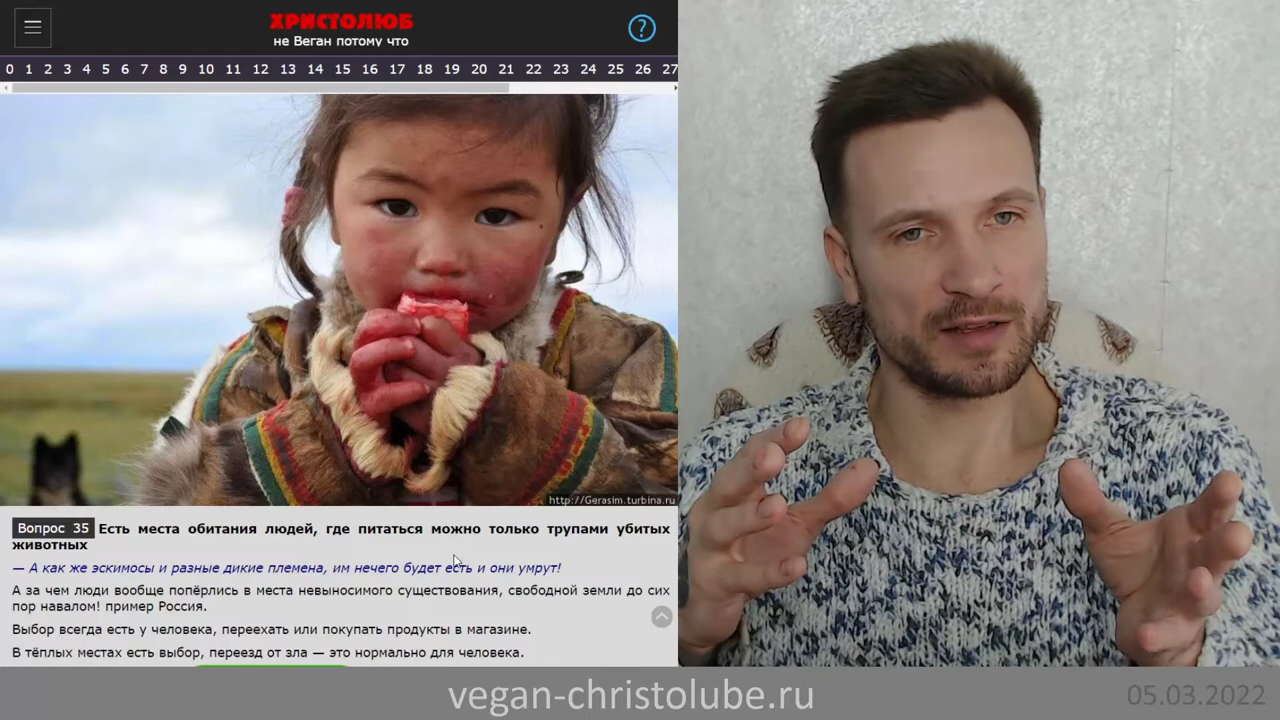 ХРИСТОЛЮБ
не Веган потому что
?
0 1 2 3 4 5 6 7 8 9 10 11 12 13 14 15 16 17 18 19 20 21 22 23 24 25 26 27
http://Gerasim.turbina.ru
Вопрос 35 Есть места обитания людей, где питаться можно только трупами убитых
животных
— А как же эскимосы и разные дикие племена, им нечего будет есть и они умрут!
А за чем люди вообще попёрлись в места невыносимого существования, свободной земли до сих
пор навалом! пример Россия.
Выбор всегда есть у человека, переехать или покупать продукты в магазине.
В тёплых местах есть выбор, переезд от зла — это нормально для человека.
vegan-christolube.ru
05.03.2022